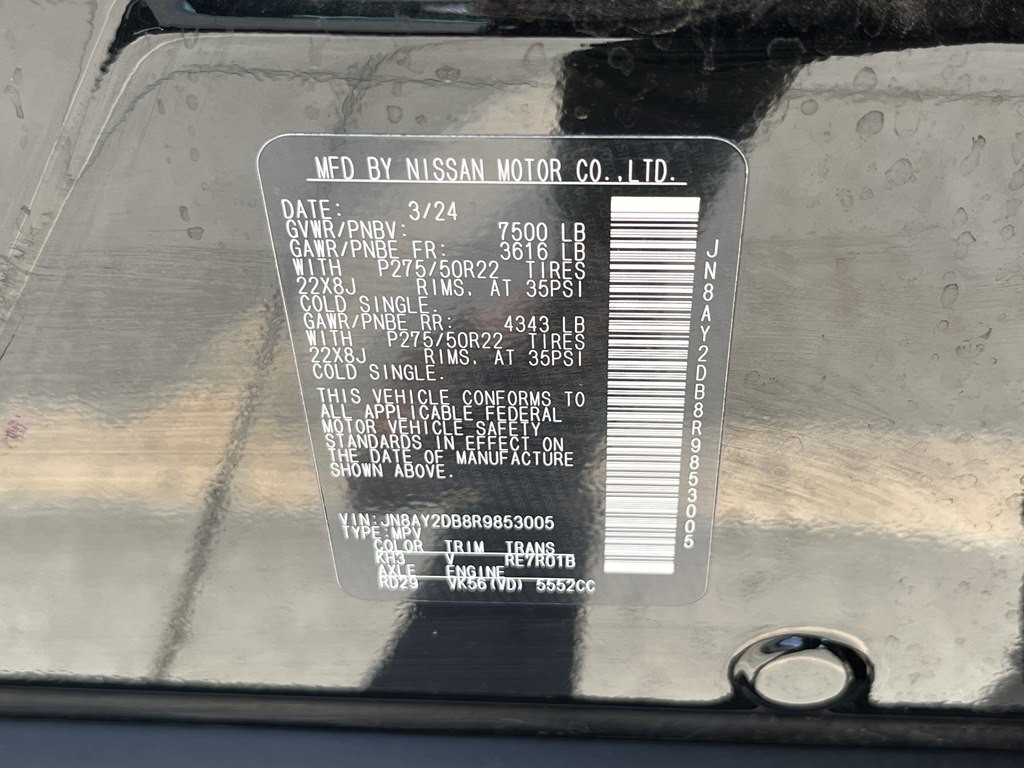 MFD BY NISSAN MOTOR CO.,LTD.
DATE: 3/24
GVWR/PNBV: 7500 LB
GAWR/PNBE FR: 3616 LB
WITH P275/50R22 TIRES
22X8J RIMS. AT 35PSI
COLD SINGLE.
GAWR/PNBE RR: 4343 LB
WITH P275/50R22 TIRES
22X8J RIMS. AT 35PSI
COLD SINGLE.
THIS VEHICLE CONFORMS TO
ALL APPLICABLE FEDERAL
MOTOR VEHICLE SAFETY
STANDARDS IN EFFECT ON
THE DATE OF MANUFACTURE
SHOWN ABOVE.
VIN:JN8AY2DB8R9853005
TYPE:MPV
COLOR TRIM TRANS
KH3 V RE7R01B
AXLE ENGINE
RD29 VK56(VD) 5552CC
JN8AY2DB8R9853005